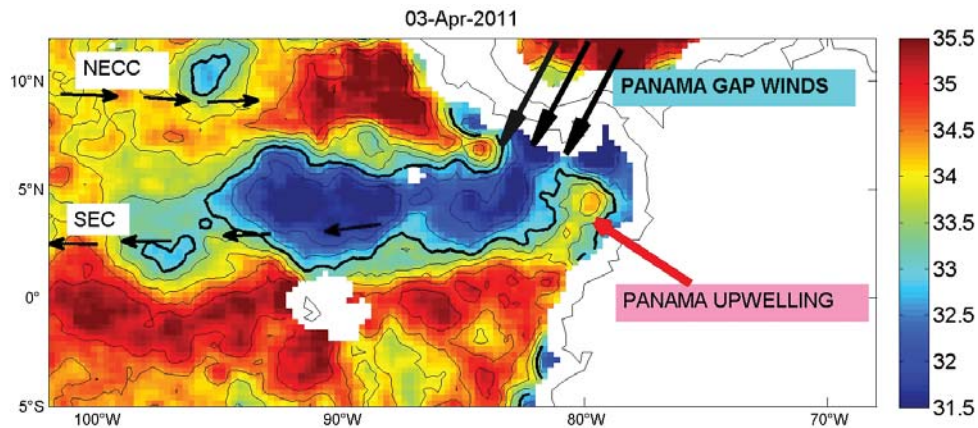 03-Apr-2011
10°N
5°N
0°
5°S
100°W
90°W
80°W
70°W
NECC
SEC
PANAMA GAP WINDS
PANAMA UPWELLING
35.5
35
34.5
34
33.5
33
32.5
32
31.5